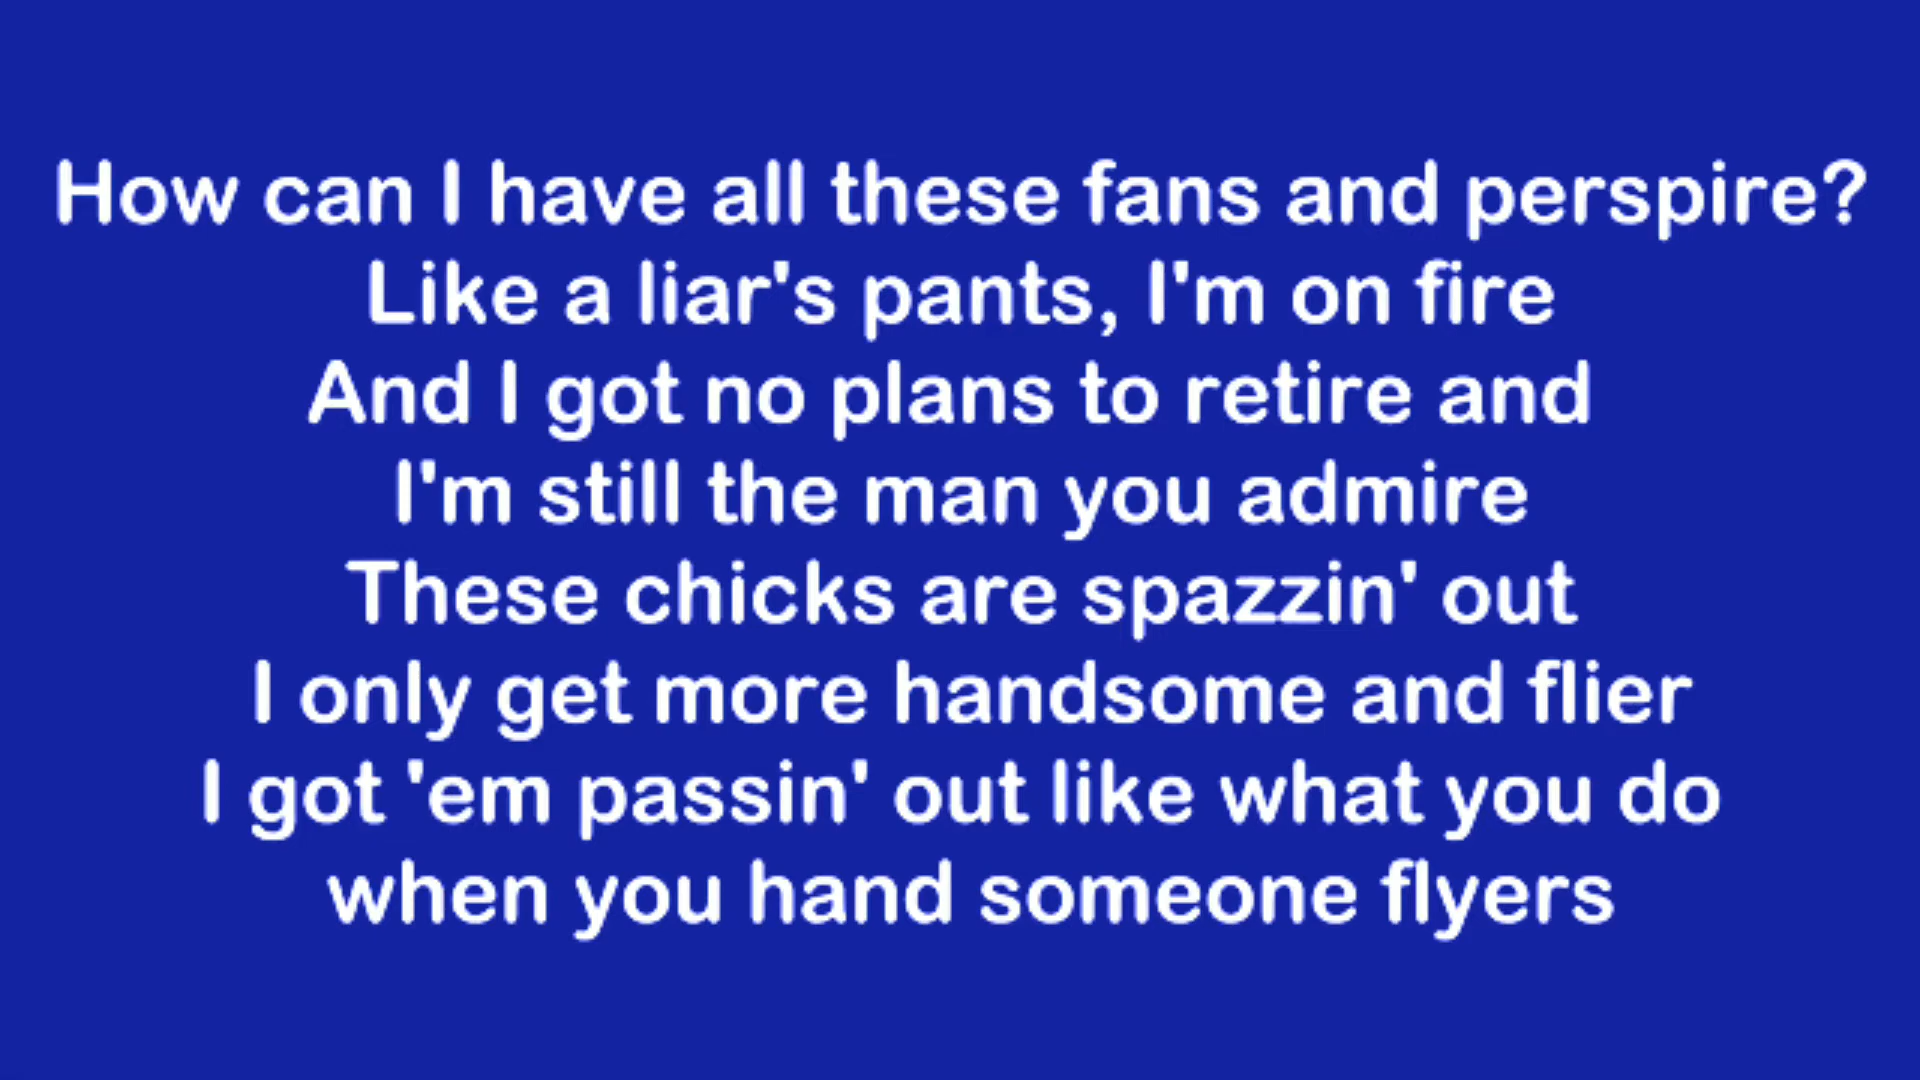 How can I have all these fans and perspire?
Like a liar's pants, I'm on fire
And I got no plans to retire and
I'm still the man you admire
These chicks are spazzin' out
I only get more handsome and flier
I got 'em passin' out like what you do
when you hand someone flyers